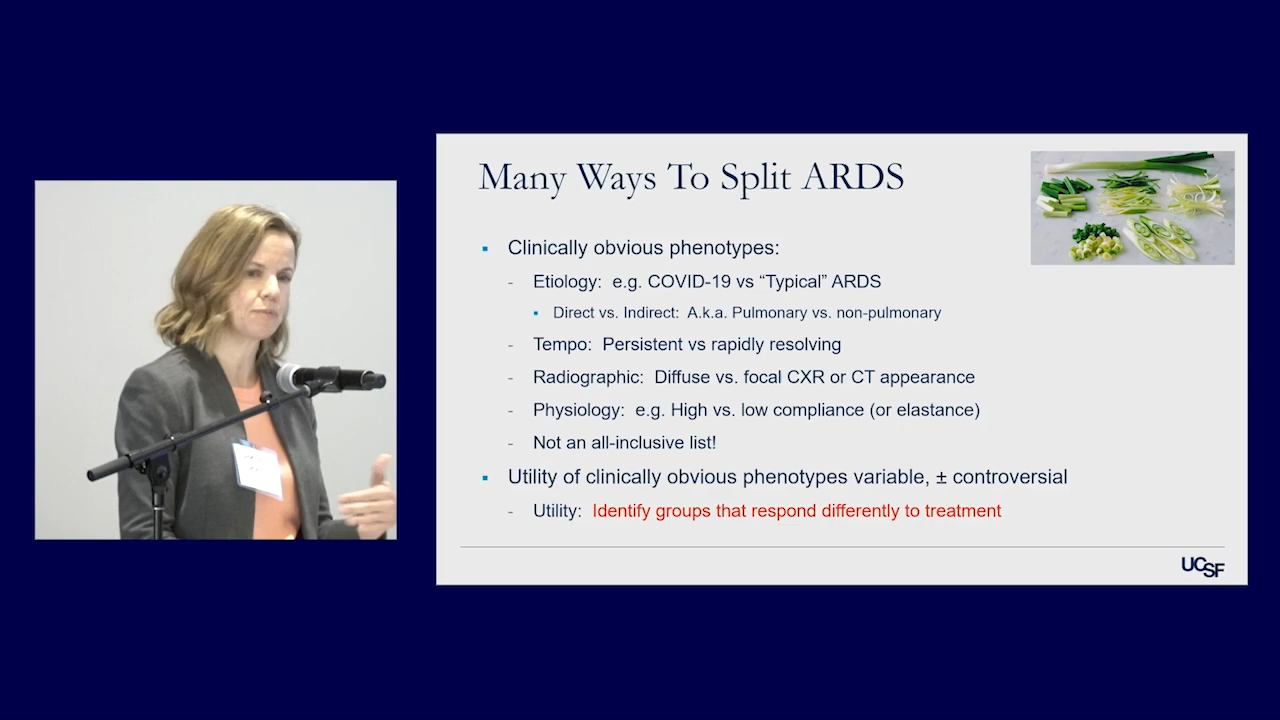 Many Ways To Split ARDS
▪ Clinically obvious phenotypes:
- Etiology: e.g. COVID-19 vs “Typical” ARDS
▪ Direct vs. Indirect: A.k.a. Pulmonary vs. non-pulmonary
- Tempo: Persistent vs rapidly resolving
- Radiographic: Diffuse vs. focal CXR or CT appearance
- Physiology: e.g. High vs. low compliance (or elastance)
- Not an all-inclusive list!
▪ Utility of clinically obvious phenotypes variable, ± controversial
- Utility: Identify groups that respond differently to treatment
UCSF